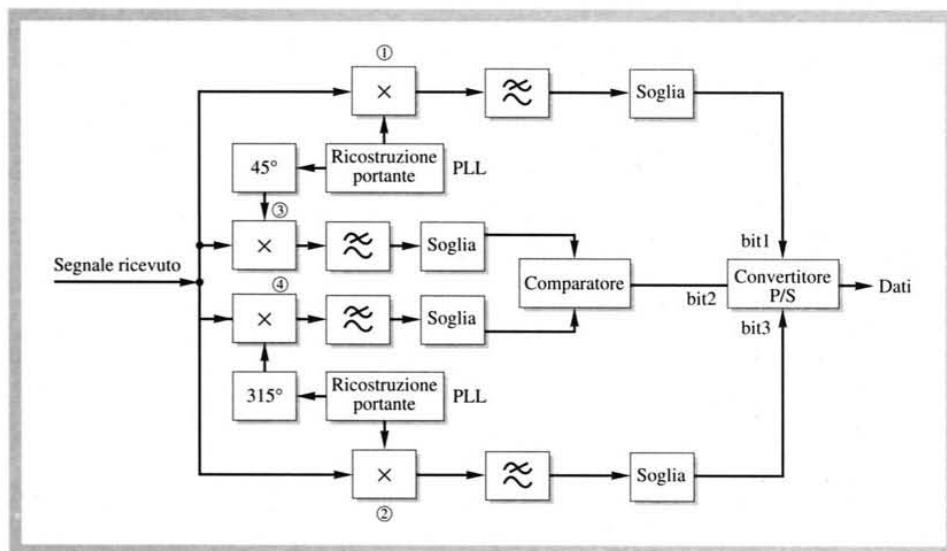 ①
×
Soglia
45°
Ricostruzione
portante
PLL
③
×
Soglia
bit1
Segnale ricevuto
Comparatore
bit2
Convertitore
P/S
Dati
④
×
Soglia
bit3
315°
Ricostruzione
portante
PLL
×
Soglia
②